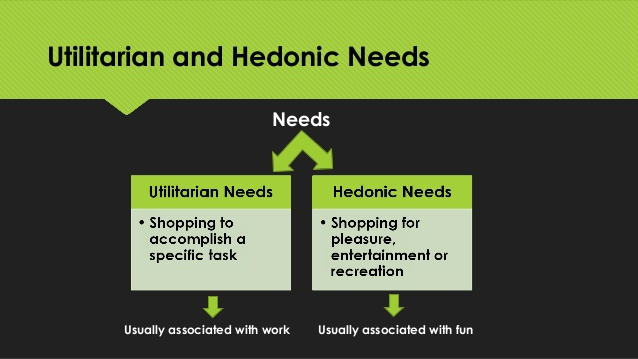 Utilitarian and Hedonic Needs
Needs
Utilitarian Needs
• Shopping to
accomplish a
specific task
Usually associated with work
Hedonic Needs
• Shopping for
pleasure,
entertainment or
recreation
Usually associated with fun